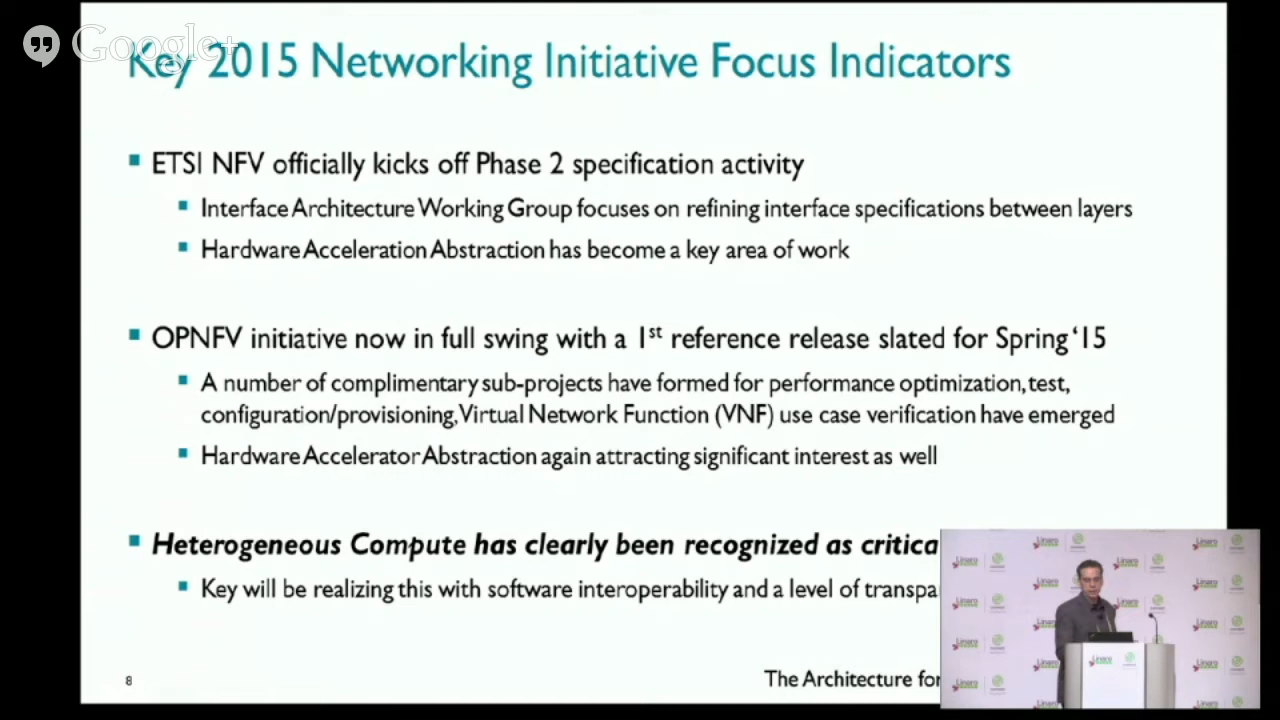 Google+
Key 2015 Networking Initiative Focus Indicators
ETSI NFV officially kicks off Phase 2 specification activity
Interface Architecture Working Group focuses on refining interface specifications between layers
Hardware Acceleration Abstraction has become a key area of work
OPNFV initiative now in full swing with a 1st reference release slated for Spring ‘15
A number of complimentary sub-projects have formed for performance optimization, test,
configuration/provisioning, Virtual Network Function (VNF) use case verification have emerged
Hardware Accelerator Abstraction again attracting significant interest as well
Heterogeneous Compute has clearly been recognized as critica
Key will be realizing this with software interoperability and a level of transpa
8
The Architecture for
Linaro